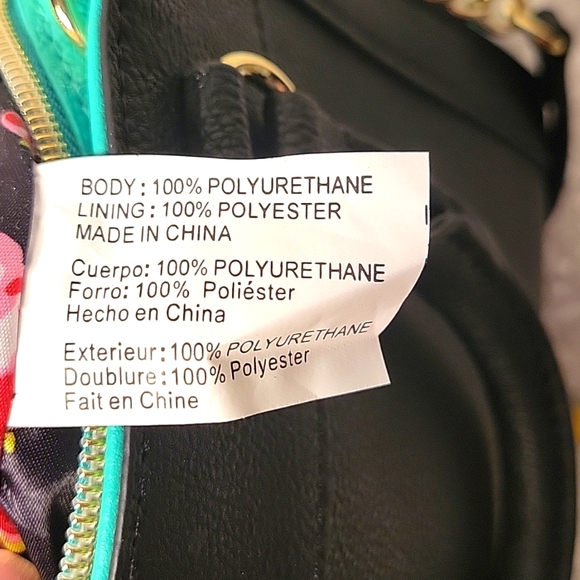 BODY: 100% POLYURETHANE
LINING: 100% POLYESTER
MADE IN CHINA
Cuerpo: 100% POLYURETHANE
Forro: 100% Poliéster
Hecho en China
Exterieur: 100% POLYURETHANE
Doublure: 100% Polyester
Fait en Chine